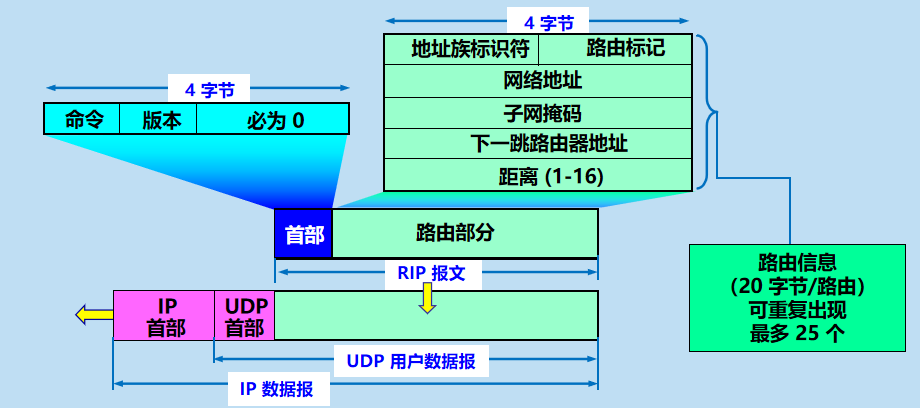 4 字节
地址族标识符
路由标记
网络地址
子网掩码
下一跳路由器地址
距离 (1-16)
4 字节
命令
版本
必为 0
首部
路由部分
RIP 报文
IP
首部
UDP
首部
UDP 用户数据报
IP 数据报
路由信息
（20 字节/路由）
可重复出现
最多 25 个